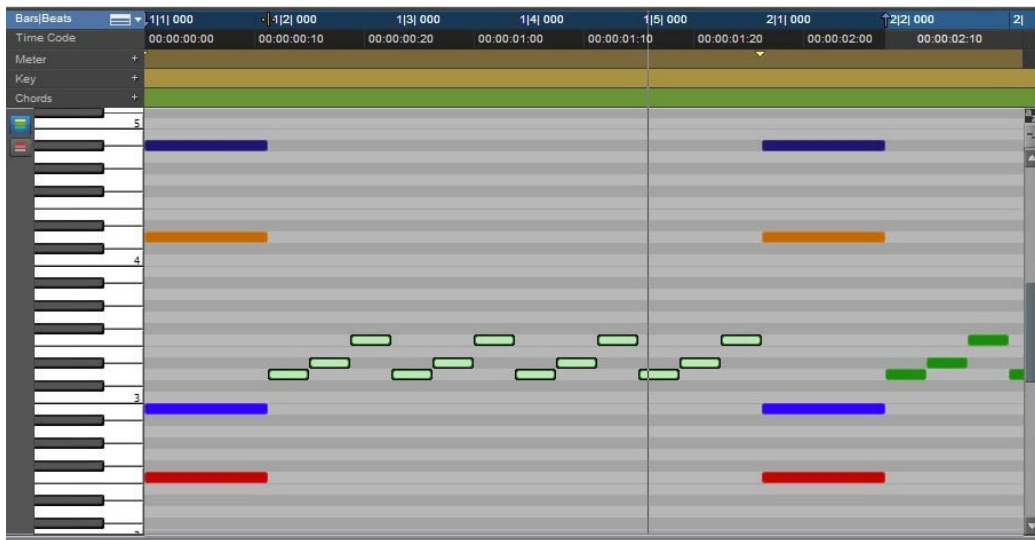 Bars|Beats 1|1| 000 1|2| 000 1|3| 000 1|4| 000 1|5| 000 2|1| 000 2|2| 000 2|
Time Code 00:00:00:00 00:00:00:10 00:00:00:20 00:00:01:00 00:00:01:10 00:00:01:20 00:00:02:00 00:00:02:10
Meter +
Key +
Chords +
5
4
3